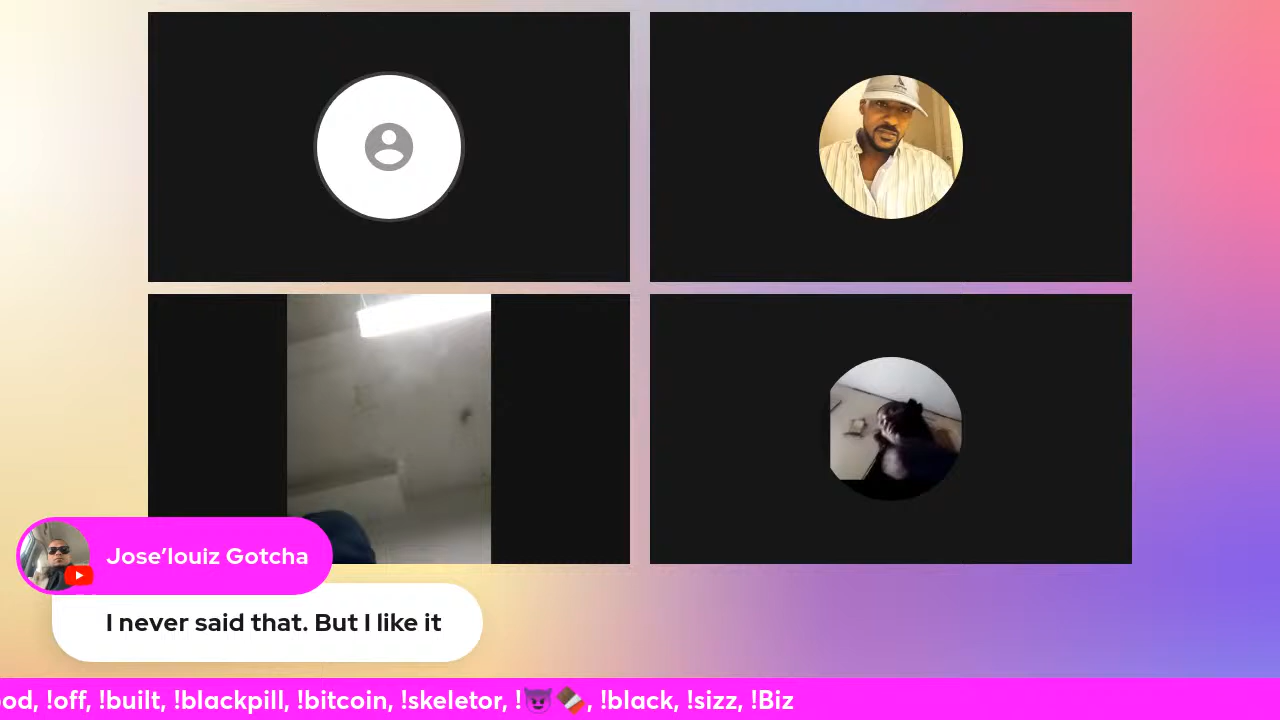 Jose’louiz Gotcha
I never said that. But I like it
od, !off, !built, !blackpill, !bitcoin, !skeletor, !😈🍫, !black, !sizz, !Biz